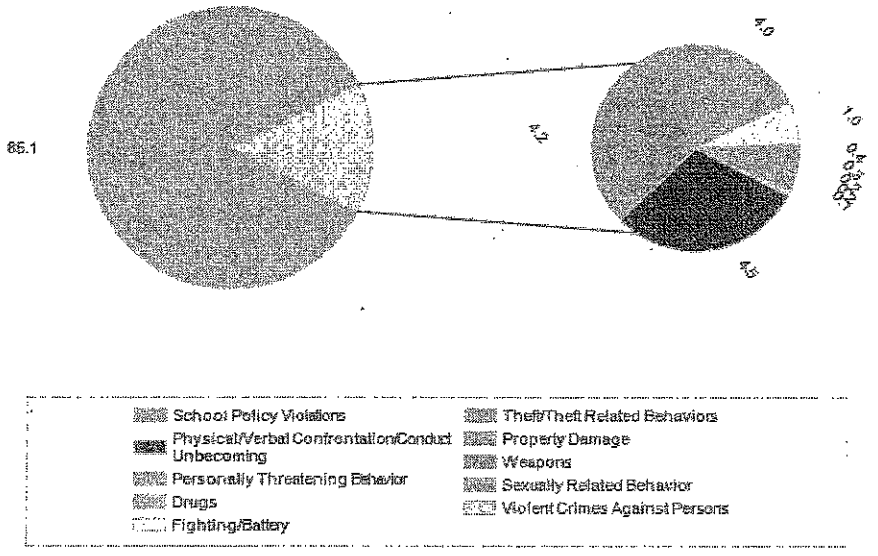 4.0
1.0
85.1
4.2
4.5
School Policy Violations
Physical/Verbal Confrontation/Conduct
Unbecoming
Personally Threatening Behavior
Drugs
Fighting/Battery
Theft/Theft Related Behaviors
Property Damage
Weapons
Sexually Related Behavior
Violent Crimes Against Persons